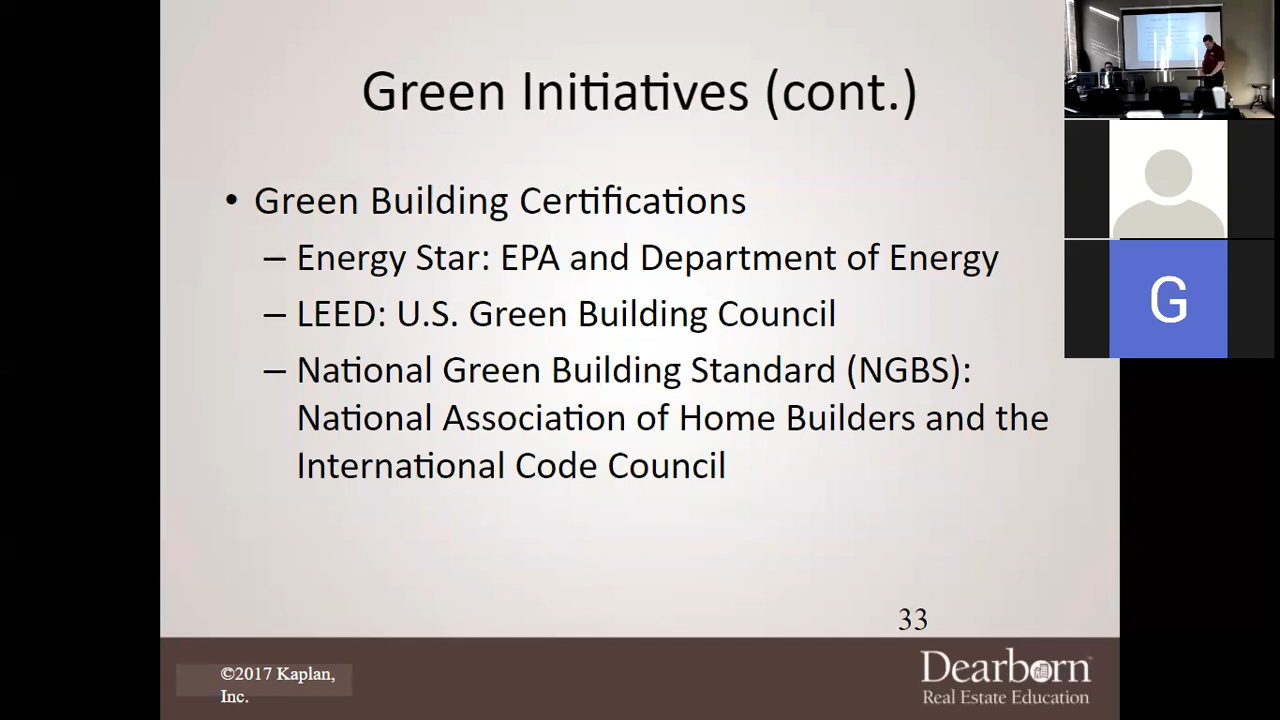 Green Initiatives (cont.)
• Green Building Certifications
– Energy Star: EPA and Department of Energy
– LEED: U.S. Green Building Council
– National Green Building Standard (NGBS):
National Association of Home Builders and the
International Code Council
33
©2017 Kaplan,
Inc.
Dearborn
Real Estate Education
G